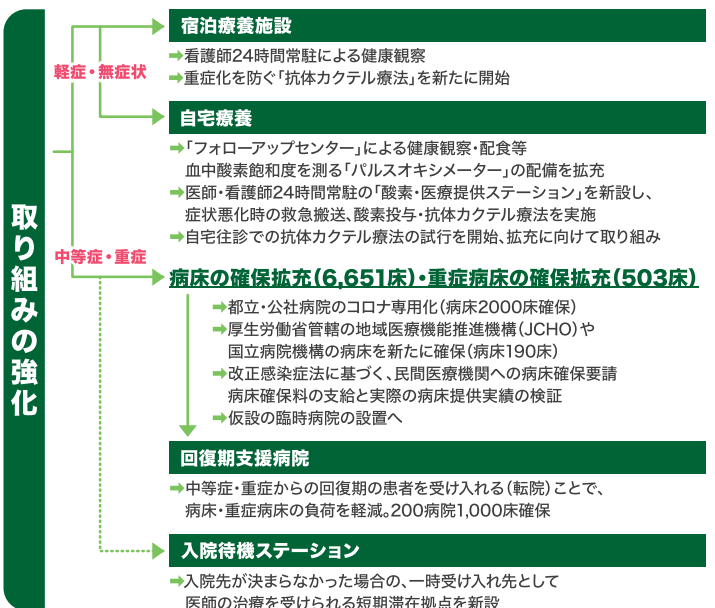 取り組みの強化
軽症・無症状
宿泊療養施設
➡看護師24時間常駐による健康観察
➡重症化を防ぐ「抗体カクテル療法」を新たに開始
自宅療養
➡「フォローアップセンター」による健康観察・配食等
血中酸素飽和度を測る「パルスオキシメーター」の配備を拡充
➡医師・看護師24時間常駐の「酸素・医療提供ステーション」を新設し、
症状悪化時の救急搬送、酸素投与・抗体カクテル療法を実施
➡自宅往診での抗体カクテル療法の試行を開始、拡充に向けて取り組み
中等症・重症
病床の確保拡充（6,651床）・重症病床の確保拡充（503床）
➡都立・公社病院のコロナ専用化（病床2000床確保）
➡厚生労働省管轄の地域医療機能推進機構（JCHO）や
国立病院機構の病床を新たに確保（病床190床）
➡改正感染症法に基づく、民間医療機関への病床確保要請
病床確保料の支給と実際の病床提供実績の検証
➡仮設の臨時病院の設置へ
回復期支援病院
➡中等症・重症からの回復期の患者を受け入れる（転院）ことで、
病床・重症病床の負荷を軽減。200病院1,000床確保
入院待機ステーション
➡入院先が決まらなかった場合の、一時受け入れ先として
医師の治療を受けられる短期滞在拠点を新設